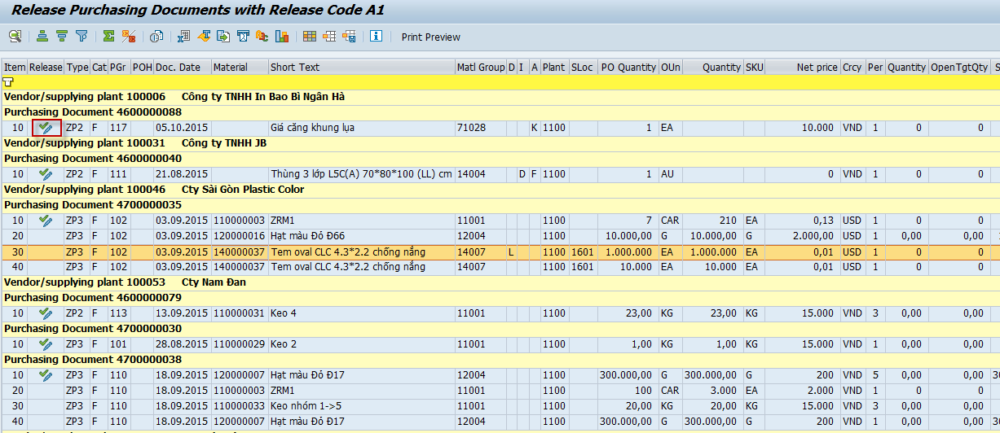 Release Purchasing Documents with Release Code A1
Print Preview
Item Release Type Cat PGr POH Doc. Date Material Short Text Matl Group D I A Plant SLoc PO Quantity OUn Quantity SKU Net price Crcy Per Quantity OpenTgtQty S
Vendor/supplying plant 100006 Công ty TNHH In Bao Bì Ngân Hà
Purchasing Document 4600000088
10 ZP2 F 117 05.10.2015 Giá căng khung lụa 71028 K 1100 1 EA 10.000 VND 1 0 0
Vendor/supplying plant 100031 Công ty TNHH JB
Purchasing Document 4600000040
10 ZP2 F 111 21.08.2015 Thùng 3 lớp L5C(A) 70*80*100 (LL) cm 14004 D F 1100 1 AU 0 VND 1 0 0
Vendor/supplying plant 100046 Cty Sài Gòn Plastic Color
Purchasing Document 4700000035
10 ZP3 F 102 03.09.2015 110000003 ZRM1 11001 1100 7 CAR 210 EA 0,13 USD 1 0 0
20 ZP3 F 102 03.09.2015 120000016 Hạt màu Đỏ Đ66 12004 1100 10.000,00 G 10.000,00 G 2.000,00 USD 1 0,00 0,00 1
30 ZP3 F 102 03.09.2015 140000037 Tem oval CLC 4.3*2.2 chống nắng 14007 L 1100 1601 1.000.000 EA 1.000.000 EA 0,01 USD 1 0 0
40 ZP3 F 102 03.09.2015 140000037 Tem oval CLC 4.3*2.2 chống nắng 14007 1100 1601 10.000 EA 10.000 EA 0,01 USD 1 0 0
Vendor/supplying plant 100053 Cty Nam Đan
Purchasing Document 4600000079
10 ZP2 F 113 13.09.2015 110000031 Keo 4 11001 1100 23,00 KG 23,00 KG 15.000 VND 3 0,00 0,00
Purchasing Document 4700000030
10 ZP3 F 101 28.08.2015 110000029 Keo 2 11001 1100 1,00 KG 1,00 KG 15.000 VND 1 0,00 0,00
Purchasing Document 4700000038
10 ZP3 F 110 18.09.2015 120000007 Hạt màu Đỏ Đ17 12004 1100 300.000,00 G 300.000,00 G 200 VND 5 0,00 0,00 30
20 ZP3 F 110 18.09.2015 110000003 ZRM1 11001 1100 100 CAR 3.000 EA 2.000 VND 1 0 0
30 ZP3 F 110 18.09.2015 110000033 Keo nhóm 1->5 11001 1100 20,00 KG 20,00 KG 15.000 VND 3 0,00 0,00
40 ZP3 F 110 18.09.2015 120000007 Hạt màu Đỏ Đ17 12004 1100 300.000,00 G 300.000,00 G 200 VND 1 0,00 0,00 30